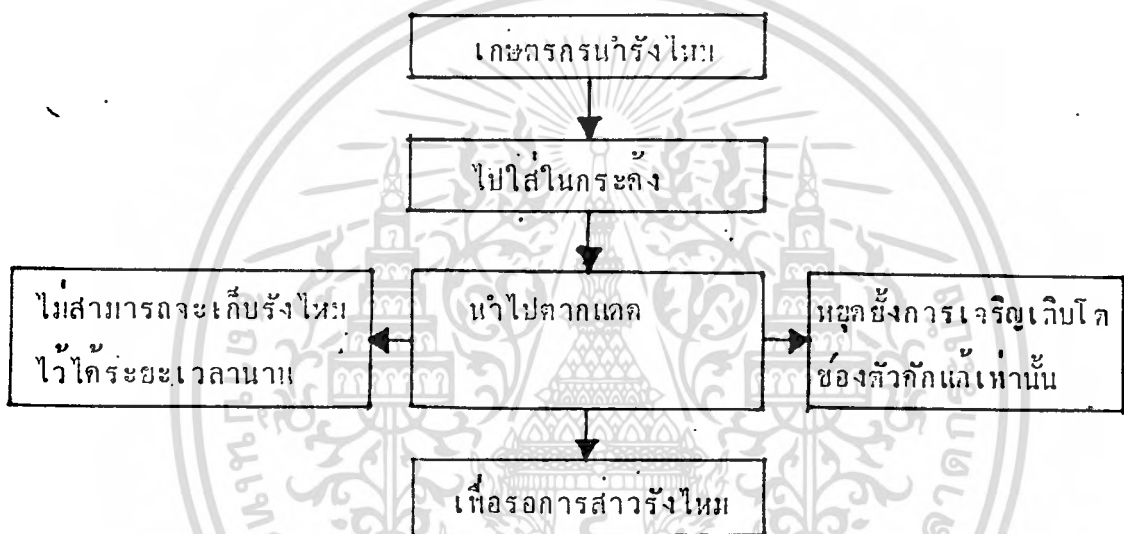 เกษตรกรนำรังไหม
ไปใส่ในกระด้ง
นำไปตากแดด
ไม่สามารถจะเก็บรังไหม
ไว้ได้ระยะเวลานาน
หยุดยั้งการเจริญเติบโต
ของตัวดักแด้เท่านั้น
เพื่อรอการสาวรังไหม